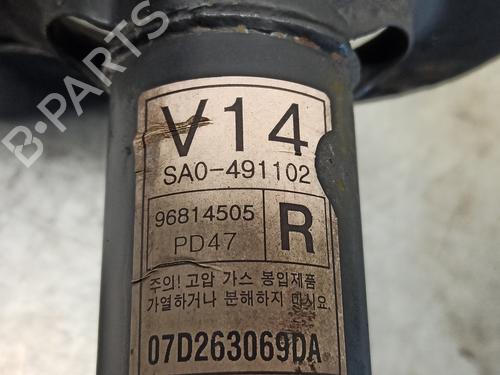 B-PARTS
V14
SA0-491102
96814505
PD47
R
주의! 고압 가스 봉입제품
가열하거나 분해하지 마시요.
07D263069DA